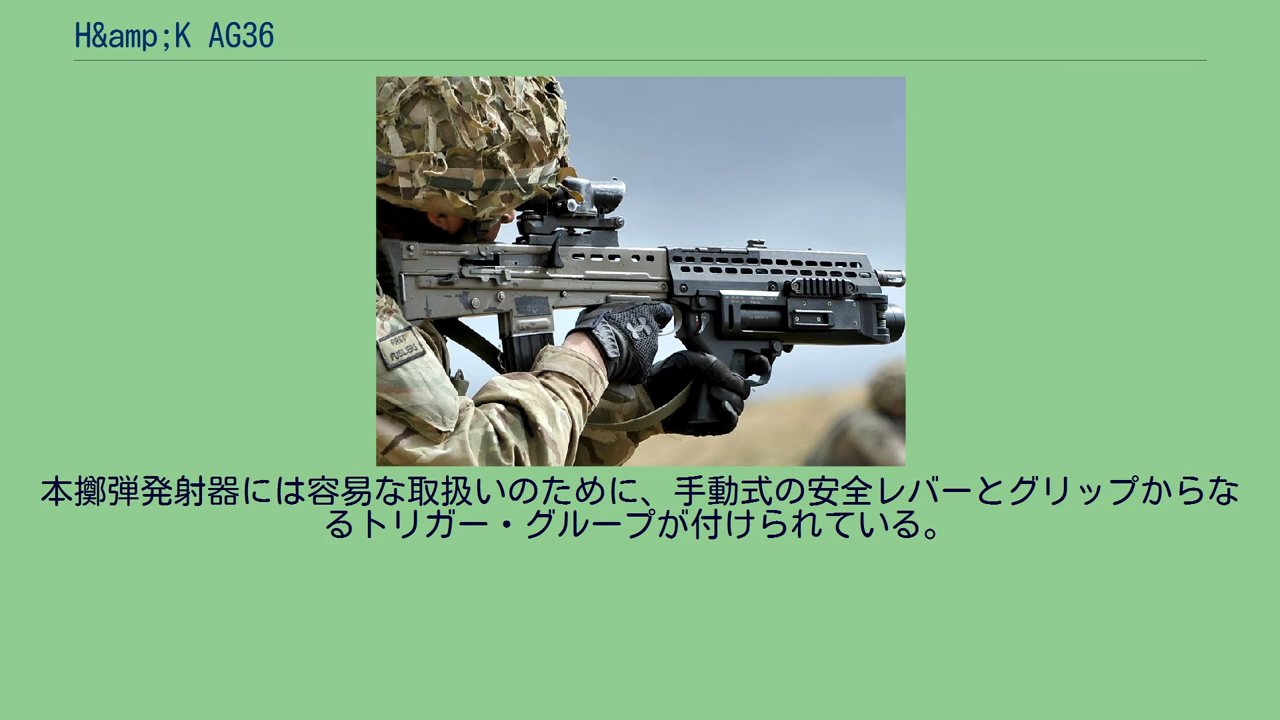 H&amp;K AG36
本擲弾発射器には容易な取扱いのために、手動式の安全レバーとグリップからな
るトリガー・グループが付けられている。